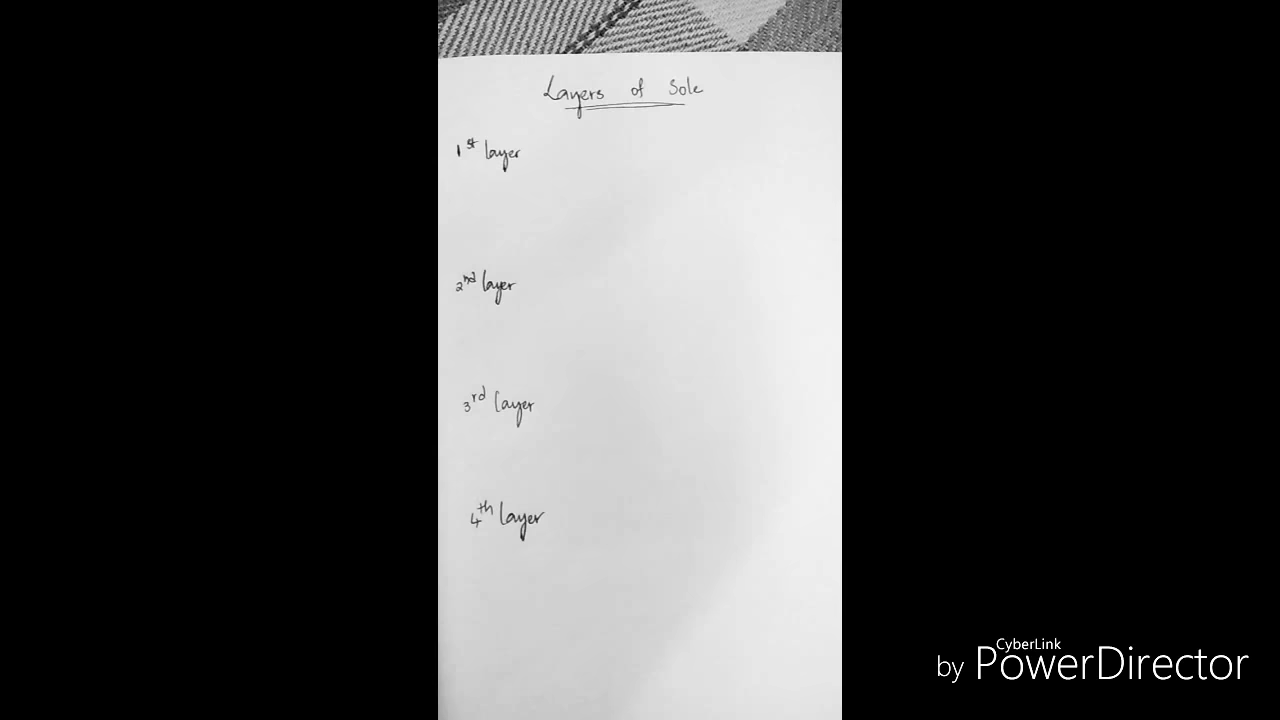 Layers of Sole
1st layer
2nd layer
3rd layer
4th layer
CyberLink
by PowerDirector